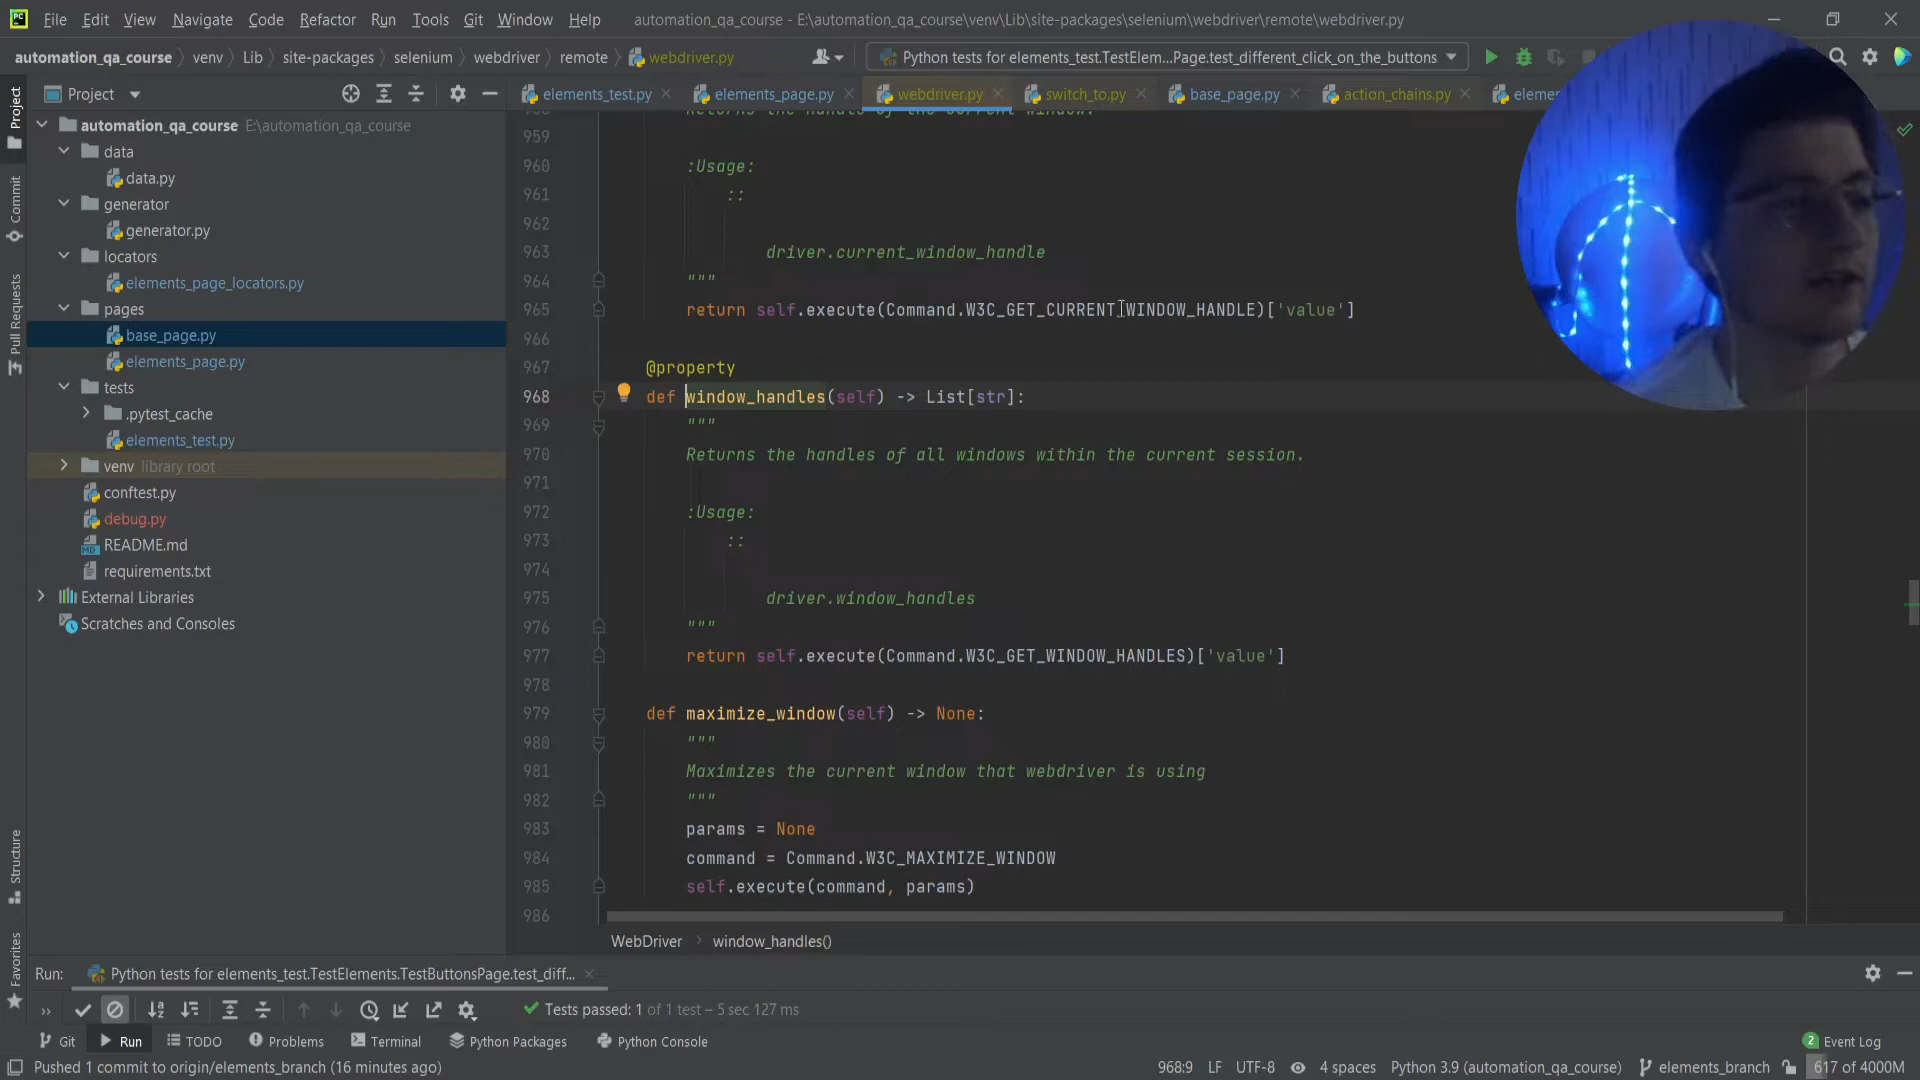 File Edit View Navigate Code Refactor Run Tools Git Window Help automation_qa_course - E:\automation_qa_course\venv\Lib\site-packages\selenium\webdriver\remote\webdriver.py
automation_qa_course venv Lib site-packages selenium webdriver remote webdriver.py Python tests for elements_test.TestElem...Page.test_different_click_on_the_buttons
Project elements_test.py elements_page.py webdriver.py switch_to.py base_page.py action_chains.py
Project
Commit
Pull Requests
Structure
Favorites
automation_qa_course E:\automation_qa_course
data
data.py
generator
generator.py
locators
elements_page_locators.py
pages
base_page.py
elements_page.py
tests
.pytest_cache
elements_test.py
venv library root
conftest.py
debug.py
README.md
requirements.txt
External Libraries
Scratches and Consoles
959
960 :Usage:
961 ::
962
963 driver.current_window_handle
964 """
965 return self.execute(Command.W3C_GET_CURRENT_WINDOW_HANDLE)['value']
966
967 @property
968 def window_handles(self) -> List[str]:
969 """
970 Returns the handles of all windows within the current session.
971
972 :Usage:
973 ::
974
975 driver.window_handles
976 """
977 return self.execute(Command.W3C_GET_WINDOW_HANDLES)['value']
978
979 def maximize_window(self) -> None:
980 """
981 Maximizes the current window that webdriver is using
982 """
983 params = None
984 command = Command.W3C_MAXIMIZE_WINDOW
985 self.execute(command, params)
986
WebDriver window_handles()
Run: Python tests for elements_test.TestElements.TestButtonsPage.test_diff...
Tests passed: 1 of 1 test – 5 sec 127 ms
Git Run TODO Problems Terminal Python Packages Python Console 2 Event Log
Pushed 1 commit to origin/elements_branch (16 minutes ago) 968:9 LF UTF-8 4 spaces Python 3.9 (automation_qa_course) elements_branch 617 of 4000M